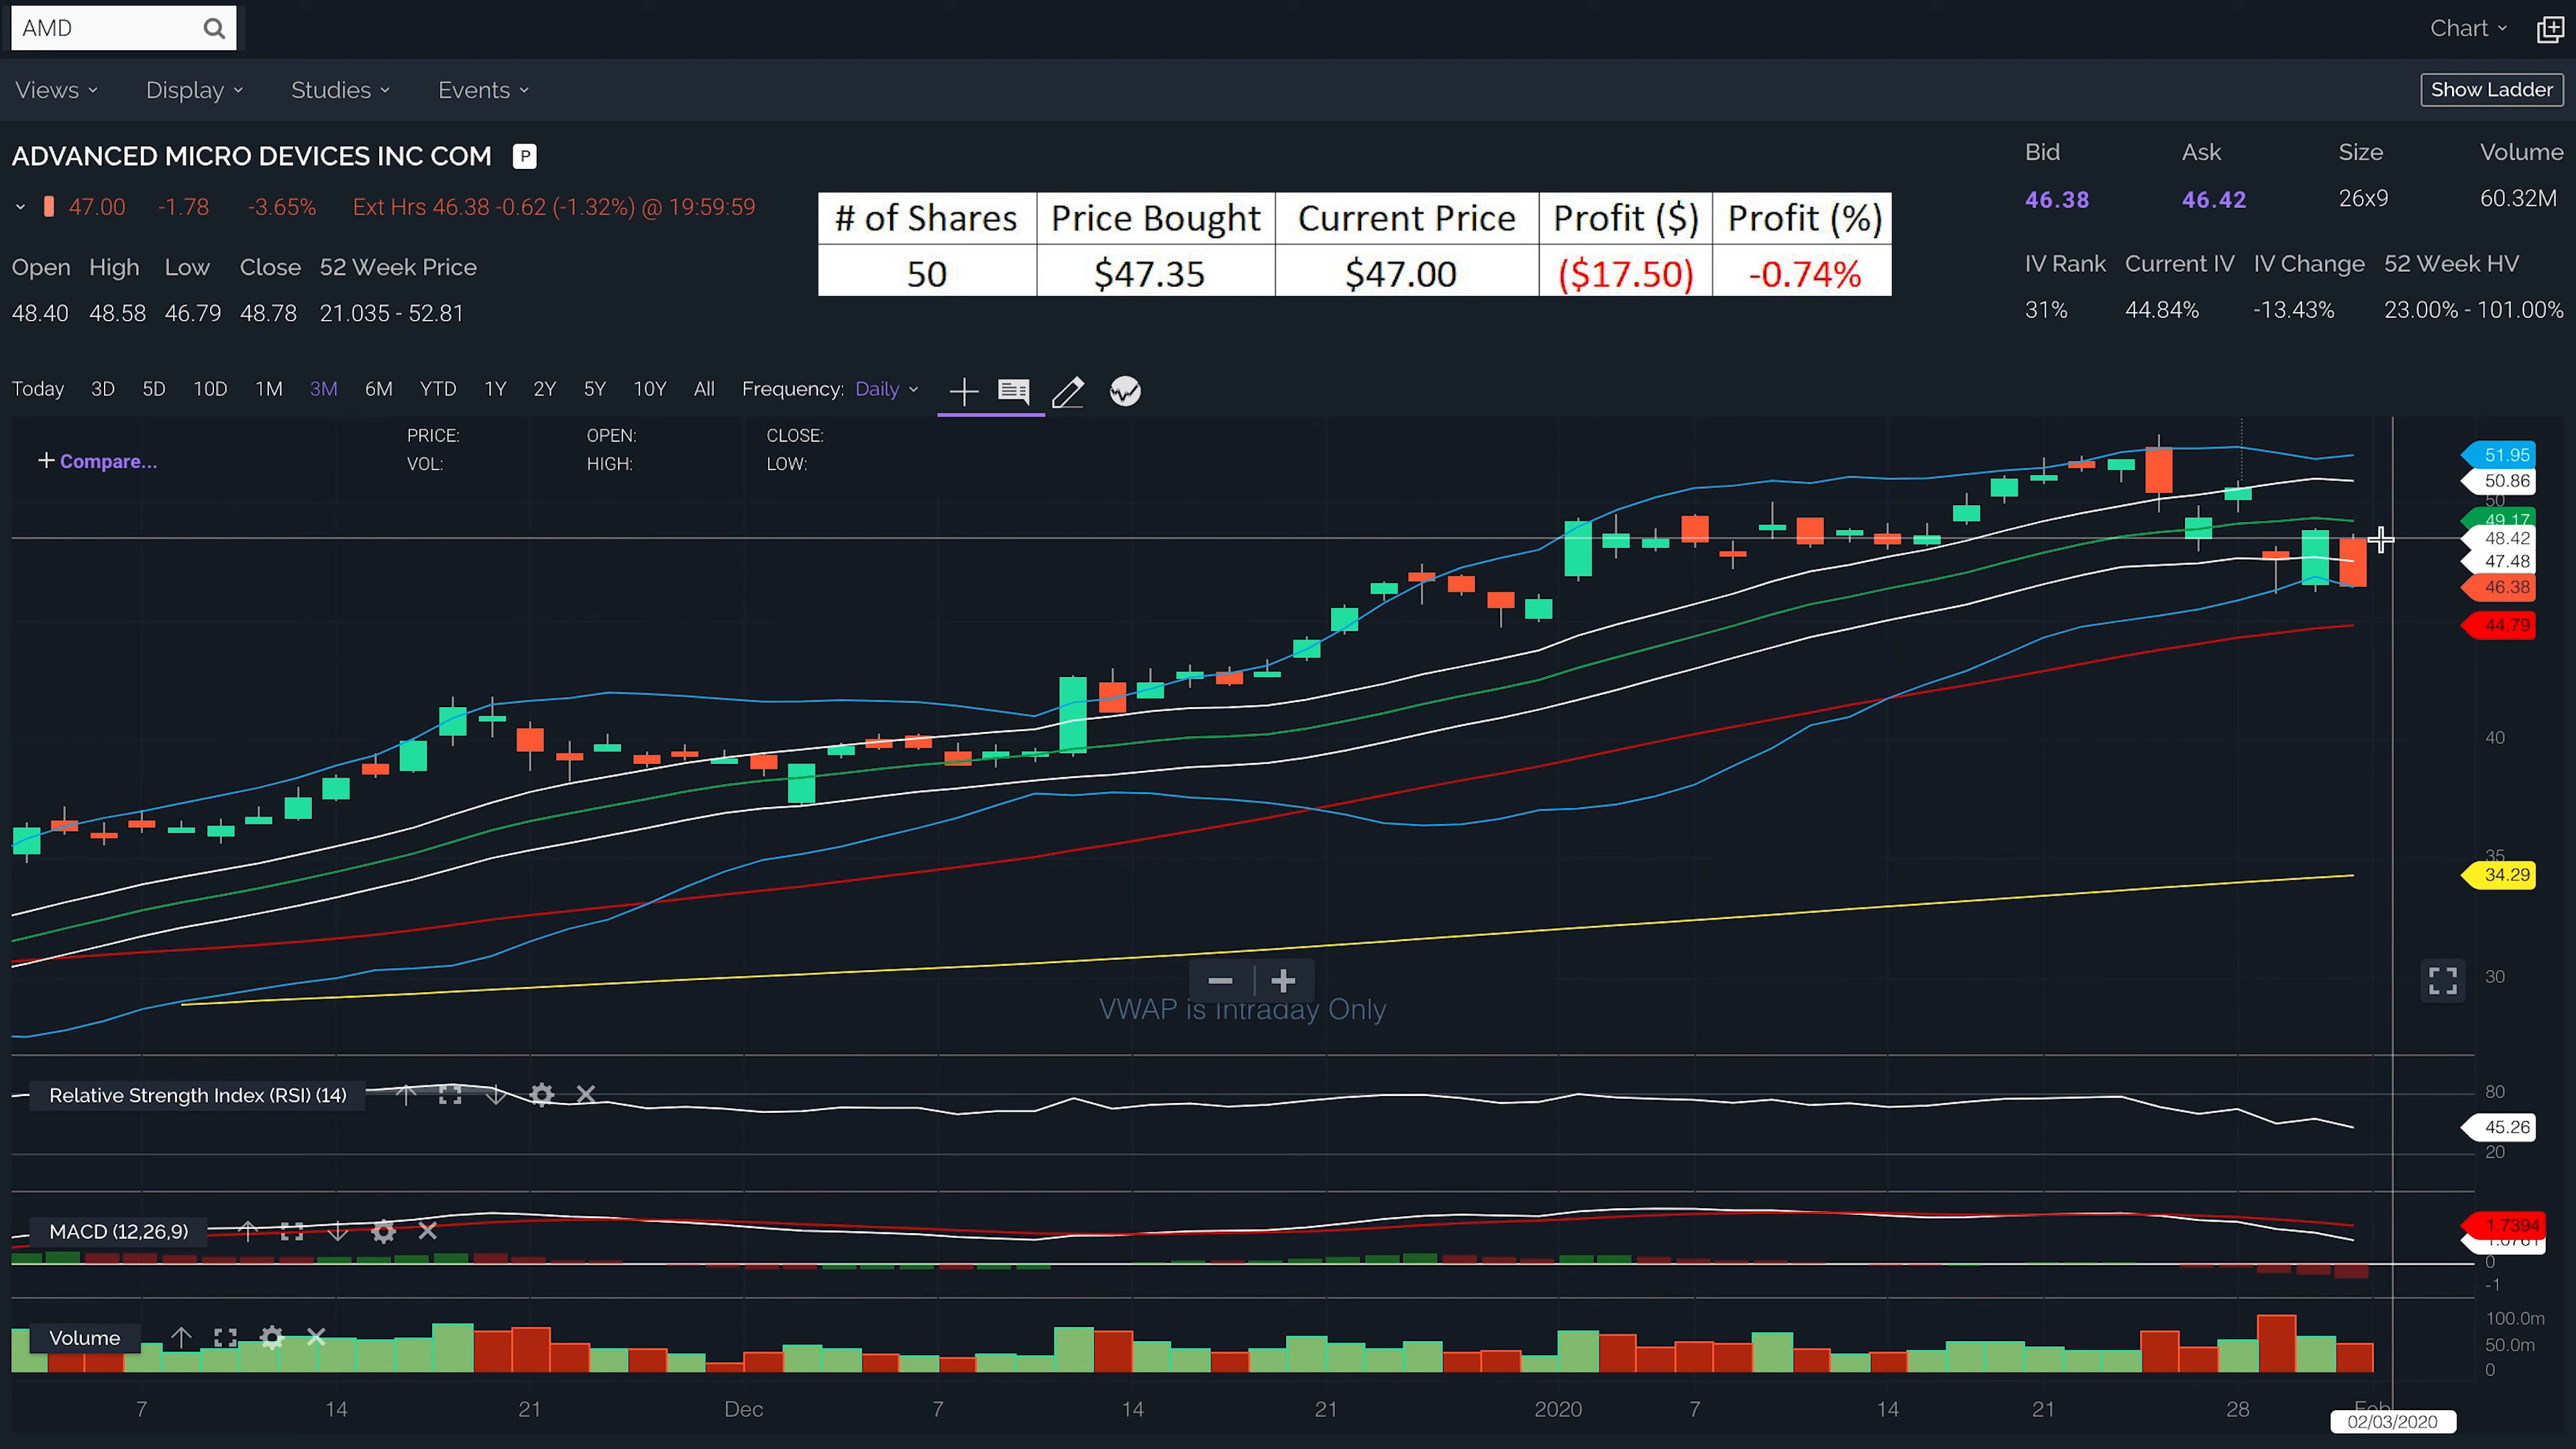 AMD
Chart
Views Display Studies Events
Show Ladder
ADVANCED MICRO DEVICES INC COM P
47.00 -1.78 -3.65% Ext Hrs 46.38 -0.62 (-1.32%) @ 19:59:59
Open High Low Close 52 Week Price
48.40 48.58 46.79 48.78 21.035 - 52.81
# of Shares Price Bought Current Price Profit ($) Profit (%)
50 $47.35 $47.00 ($17.50) -0.74%
Bid Ask Size Volume
46.38 46.42 26x9 60.32M
IV Rank Current IV IV Change 52 Week HV
31% 44.84% -13.43% 23.00% - 101.00%
Today 3D 5D 10D 1M 3M 6M YTD 1Y 2Y 5Y 10Y All Frequency: Daily
+ Compare...
PRICE: OPEN: CLOSE:
VOL: HIGH: LOW:
51.95
50.86
50
49.17
48.42
47.48
46.38
44.79
40
35
34.29
30
VWAP is Intraday Only
Relative Strength Index (RSI) (14)
80
45.26
20
MACD (12,26,9)
1.7394
0
-1
Volume
100.0m
50.0m
0
7 14 21 Dec 7 14 21 2020 7 14 21 28 Feb
02/03/2020